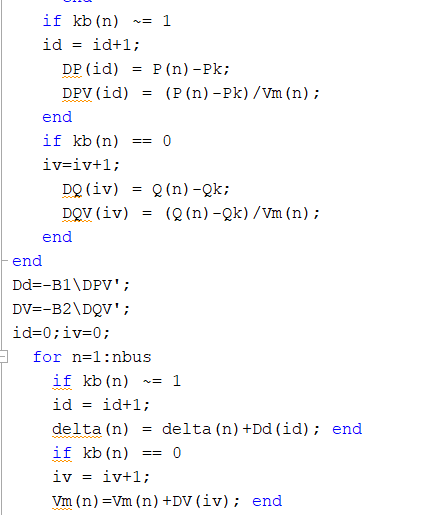 end
if kb(n) ~= 1
id = id+1;
DP(id) = P(n)-Pk;
DPV(id) = (P(n)-Pk)/Vm(n);
end
if kb(n) == 0
iv=iv+1;
DQ(iv) = Q(n)-Qk;
DQV(iv) = (Q(n)-Qk)/Vm(n);
end
end
Dd=-B1\DPV';
DV=-B2\DQV';
id=0;iv=0;
for n=1:nbus
if kb(n) ~= 1
id = id+1;
delta(n) = delta(n)+Dd(id); end
if kb(n) == 0
iv = iv+1;
Vm(n)=Vm(n)+DV(iv); end